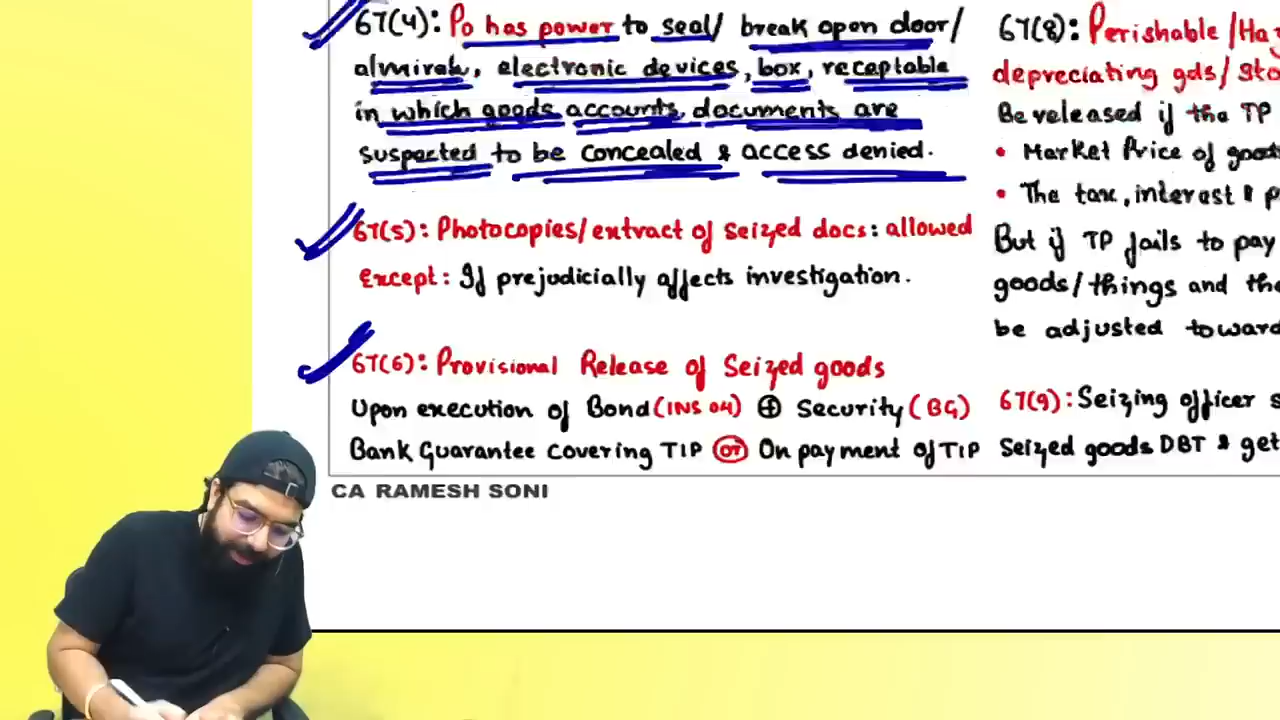 67(4): Po has power to seal/ break open door/
almirah, electronic devices, box, receptable
in which goods accounts, documents are
suspected to be concealed & access denied.
67(5): Photocopies/extract of seized docs: allowed
Except: If prejudicially affects investigation.
67(6): Provisional Release of Seized goods
Upon execution of Bond (INS 04) ⊕ Security (BG)
Bank Guarantee covering TIP or On payment of TIP
CA RAMESH SONI
67(8): Perishable/Ha
depreciating gds/ Sto
Be released if the TP
• Market Price of goods
• The tax, interest & p
But if TP fails to pay
goods/things and the
be adjusted toward
67(9): Seizing officer s
Seized goods DBT & get